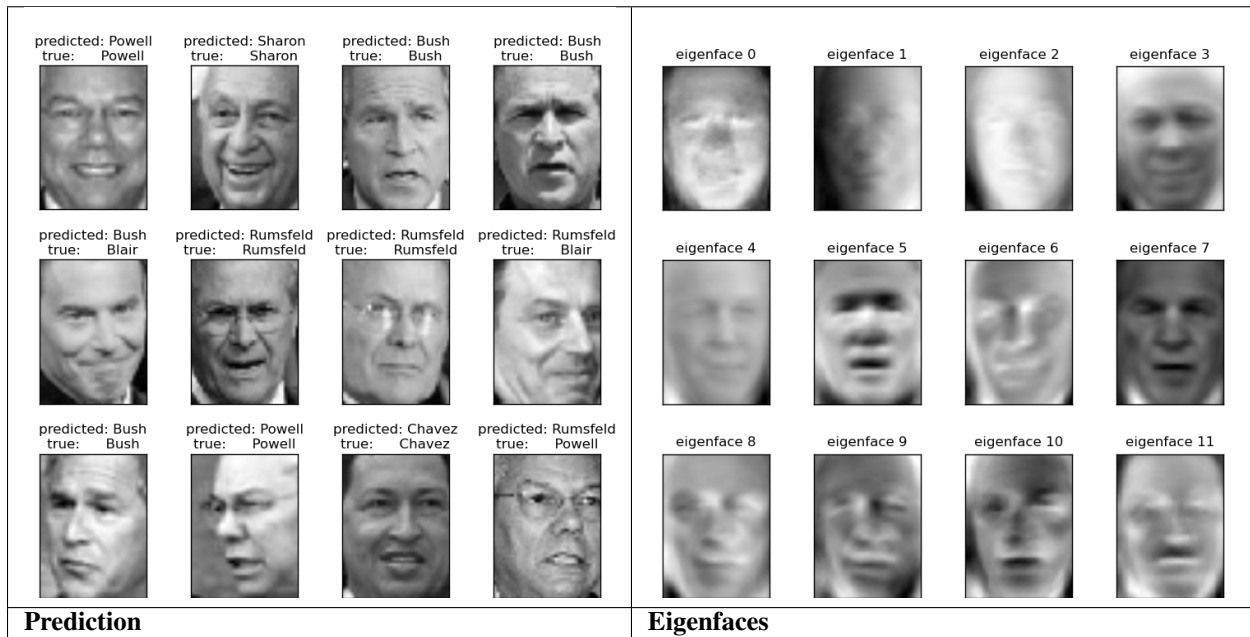 predicted: Powell
true: Powell
predicted: Sharon
true: Sharon
predicted: Bush
true: Bush
predicted: Bush
true: Bush
predicted: Bush
true: Blair
predicted: Rumsfeld
true: Rumsfeld
predicted: Rumsfeld
true: Rumsfeld
predicted: Rumsfeld
true: Blair
predicted: Bush
true: Bush
predicted: Powell
true: Powell
predicted: Chavez
true: Chavez
predicted: Rumsfeld
true: Powell
Prediction
eigenface 0
eigenface 1
eigenface 2
eigenface 3
eigenface 4
eigenface 5
eigenface 6
eigenface 7
eigenface 8
eigenface 9
eigenface 10
eigenface 11
Eigenfaces